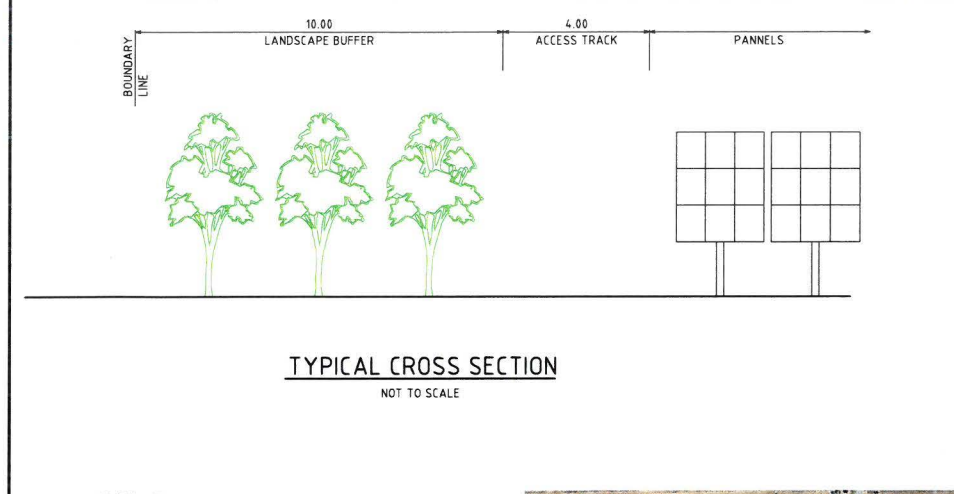 10.00
4.00
BOUNDARY
LINE
LANDSCAPE BUFFER
ACCESS TRACK
PANNELS
TYPICAL CROSS SECTION
NOT TO SCALE